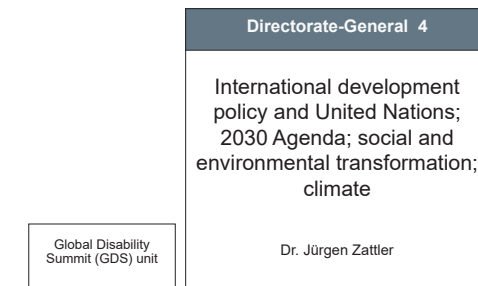 Directorate-General 4
International development
policy and United Nations;
2030 Agenda; social and
environmental transformation;
climate
Global Disability
Summit (GDS) unit
Dr. Jürgen Zattler